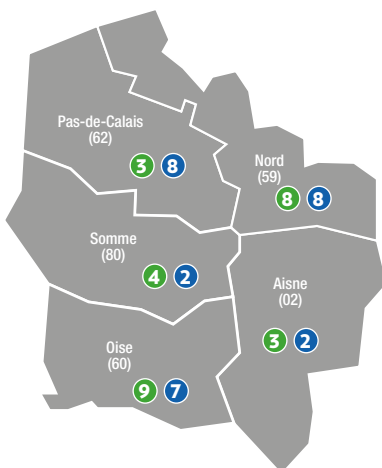 Pas-de-Calais
(62)
3 8
Nord
(59)
8 8
Somme
(80)
4 2
Aisne
(02)
3 2
Oise
(60)
9 7